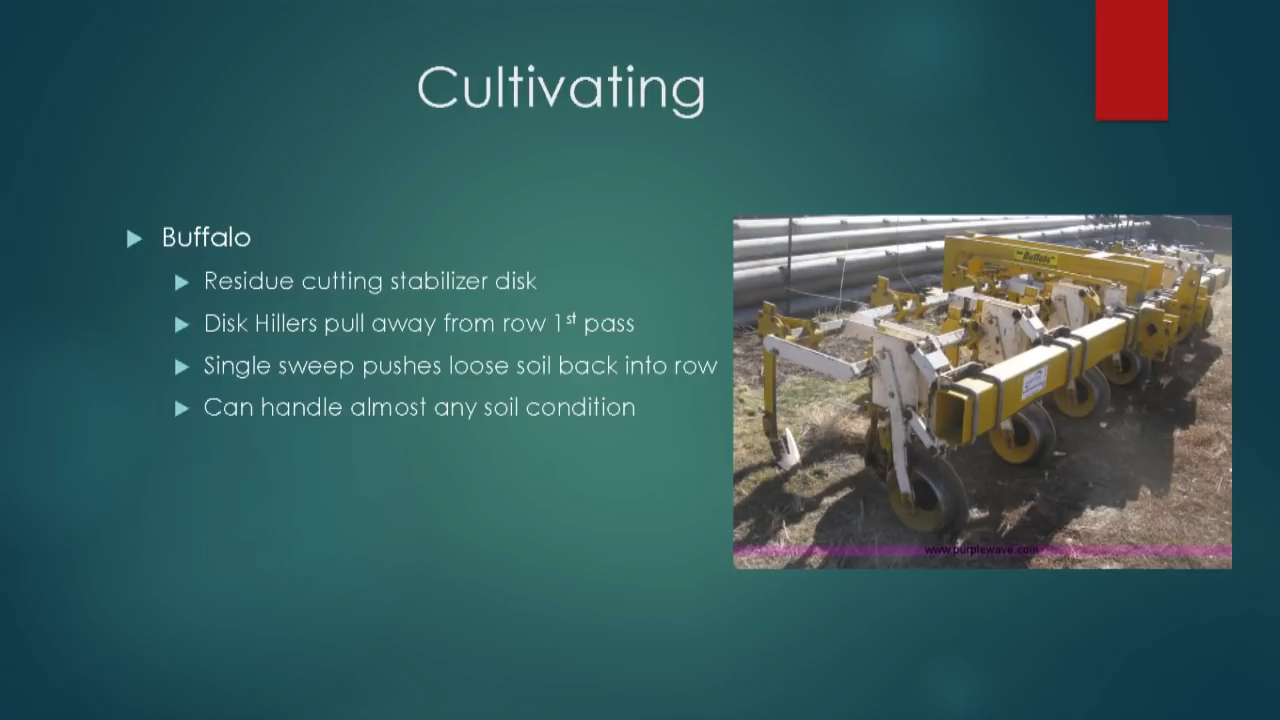 Cultivating
Buffalo
Residue cutting stabilizer disk
Disk Hillers pull away from row 1st pass
Single sweep pushes loose soil back into row
Can handle almost any soil condition
Buffalo
www.purplewave.com